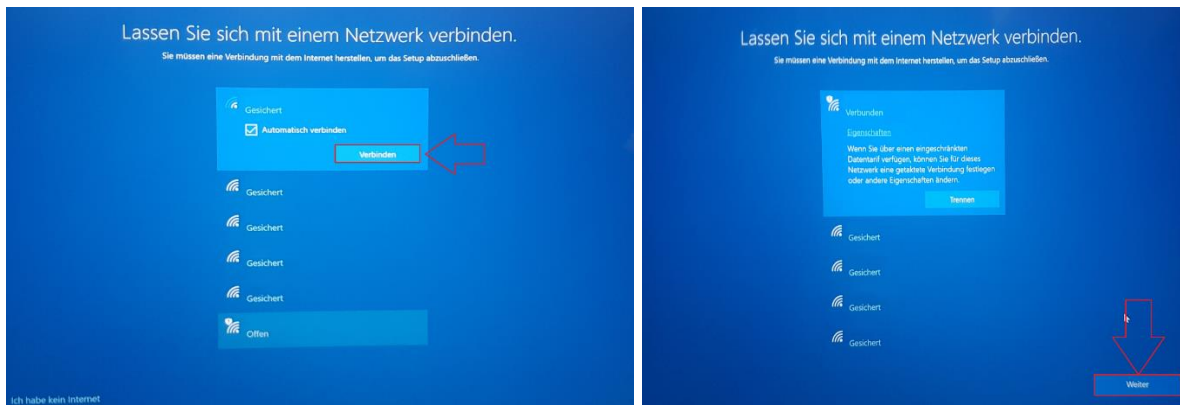 Lassen Sie sich mit einem Netzwerk verbinden.
Sie müssen eine Verbindung mit dem Internet herstellen, um das Setup abzuschließen.
Gesichert
Automatisch verbinden
Verbinden
Gesichert
Gesichert
Gesichert
Gesichert
Offen
Ich habe kein Internet
Lassen Sie sich mit einem Netzwerk verbinden.
Sie müssen eine Verbindung mit dem Internet herstellen, um das Setup abzuschließen.
Verbunden
Eigenschaften
Wenn Sie über einen eingeschränkten
Datentarif verfügen, können Sie für dieses
Netzwerk eine getaktete Verbindung festlegen
oder andere Eigenschaften ändern.
Trennen
Gesichert
Gesichert
Gesichert
Gesichert
Weiter